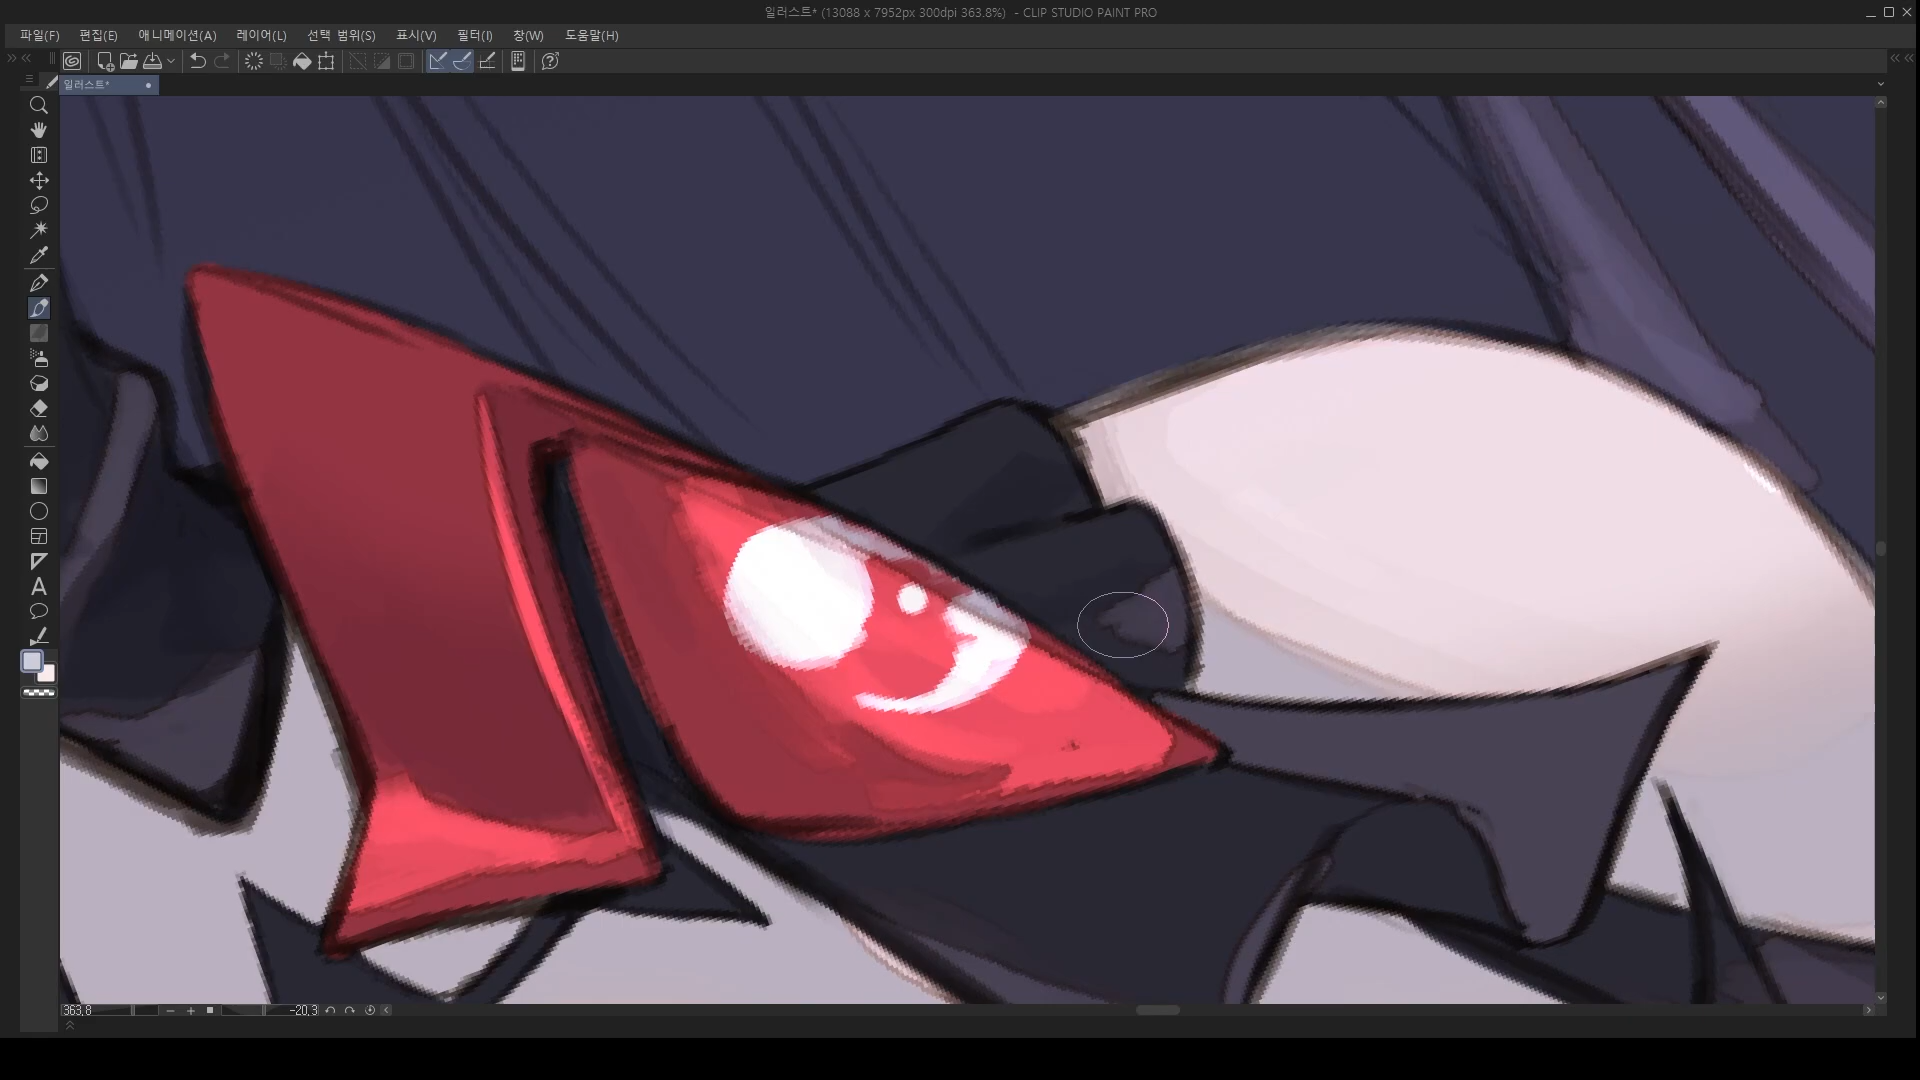 일러스트* (13088 x 7952px 300dpi 363.8%) - CLIP STUDIO PAINT PRO
파일(F) 편집(E) 애니메이션(A) 레이어(L) 선택 범위(S) 표시(V) 필터(I) 창(W) 도움말(H)
일러스트*
363.8 -20.3